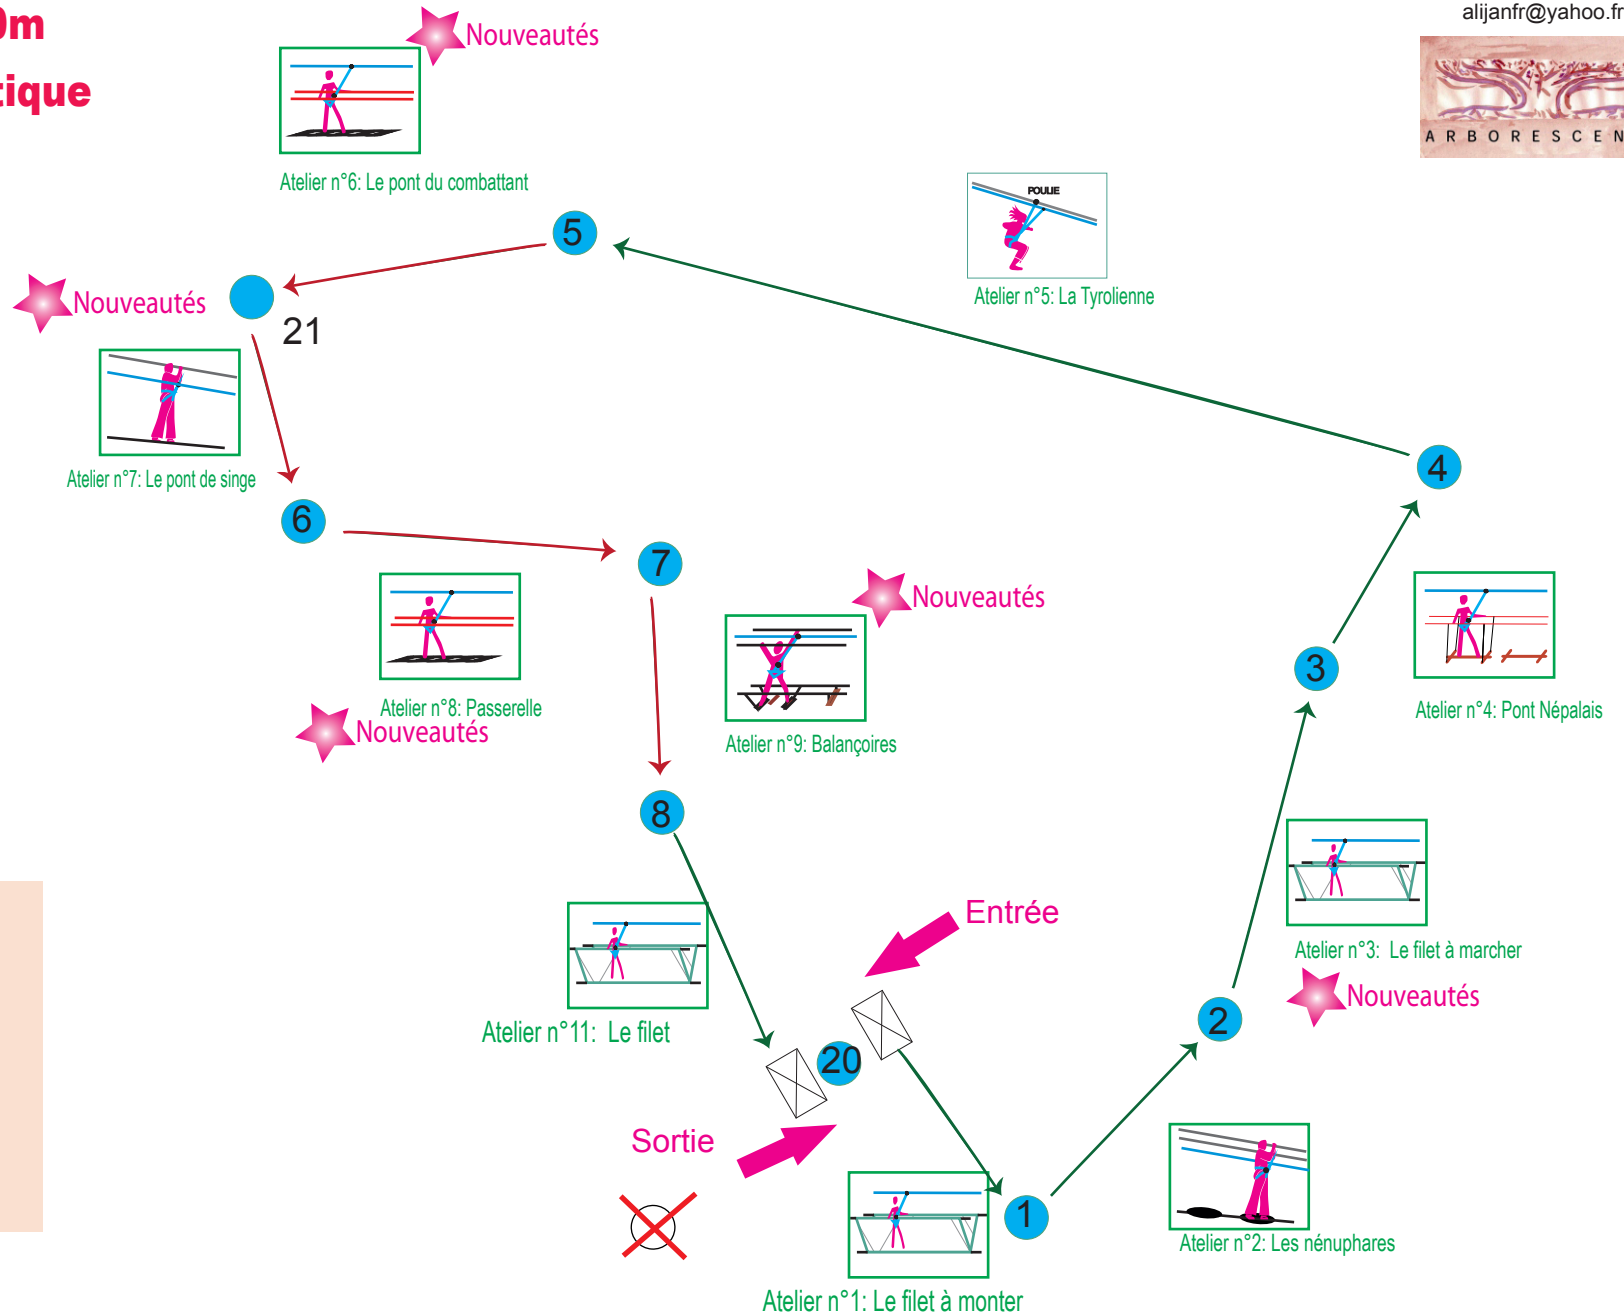 0m
tique
Nouveautés
alijanfr@yahoo.fr
ARBORESCEN
Atelier n°6: Le pont du combattant
POULIE
Atelier n°5: La Tyrolienne
5
Nouveautés
21
Atelier n°7: Le pont de singe
4
6
7
Nouveautés
Atelier n°8: Passerelle
Nouveautés
Atelier n°9: Balançoires
3
Atelier n°4: Pont Népalais
8
Entrée
Atelier n°3: Le filet à marcher
Nouveautés
2
Atelier n°11: Le filet
20
Sortie
1
Atelier n°2: Les nénuphares
Atelier n°1: Le filet à monter